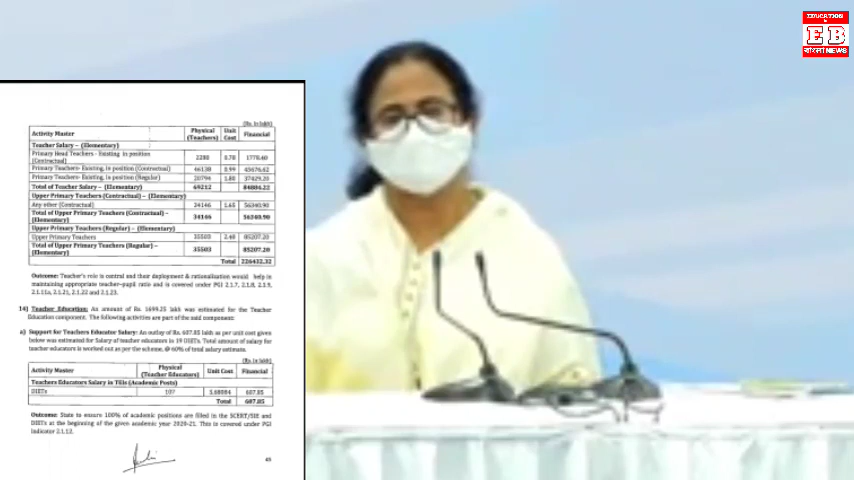 EDUCATION
EB
বাংলা NEWS
(Rs. in lakh)
Activity Master Physical (Teachers) Unit Cost Financial
Teacher Salary – (Elementary)
Primary Head Teachers - Existing in position (Contractual) 2280 0.78 1778.40
Primary Teachers- Existing, in position (Contractual) 66138 0.99
Primary Teachers- Existing, in position (Regular) 20794 1.80 37429.20
Total of Teacher Salary – (Elementary) 69212 84884.22
Upper Primary Teachers (Contractual) – (Elementary)
Any other (Contractual) 34146 1.65 56340.90
Total of Upper Primary Teachers (Contractual) – (Elementary) 34146 56340.90
Upper Primary Teachers (Regular) – (Elementary)
Upper Primary Teachers 35503 2.40 85207.20
Total of Upper Primary Teachers (Regular) – (Elementary) 35503 85207.20
Total 226432.32
Outcome: Teacher's role is central and their deployment & rationalisation would help in
maintaining appropriate teacher-pupil ratio and is covered under PGI 2.1.7, 2.1.8, 2.1.9,
2.1.11a, 2.1.21, 2.1.22 and 2.1.23.
14) Teacher Education: An amount of Rs. 1699.25 lakh was estimated for the Teacher
Education component. The following activities are part of the said component:
a) Support for Teachers Educator Salary: An outlay of Rs. 607.85 lakh as per unit cost given
below was estimated for Salary of teacher educators in 19 DIETs. Total amount of salary for
teacher educators is worked out as per the scheme, @ 60% of total salary estimate.
(Rs. in lakh)
Activity Master Physical (Teacher Educators) Unit Cost Financial
Teachers Educators Salary in TEIs (Academic Posts)
DIETs 107 5.68084 607.85
Total 607.85
Outcome: State to ensure 100% of academic positions are filled in the SCERT/SIE and
DIETs at the beginning of the given academic year 2020-21. This is covered under PGI
Indicator 2.1.12.